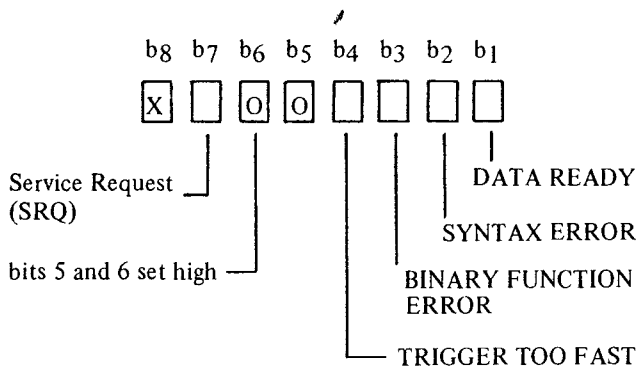 b8 b7 b6 b5 b4 b3 b2 b1
X O O
Service Request
(SRQ)
DATA READY
SYNTAX ERROR
bits 5 and 6 set high
BINARY FUNCTION
ERROR
TRIGGER TOO FAST